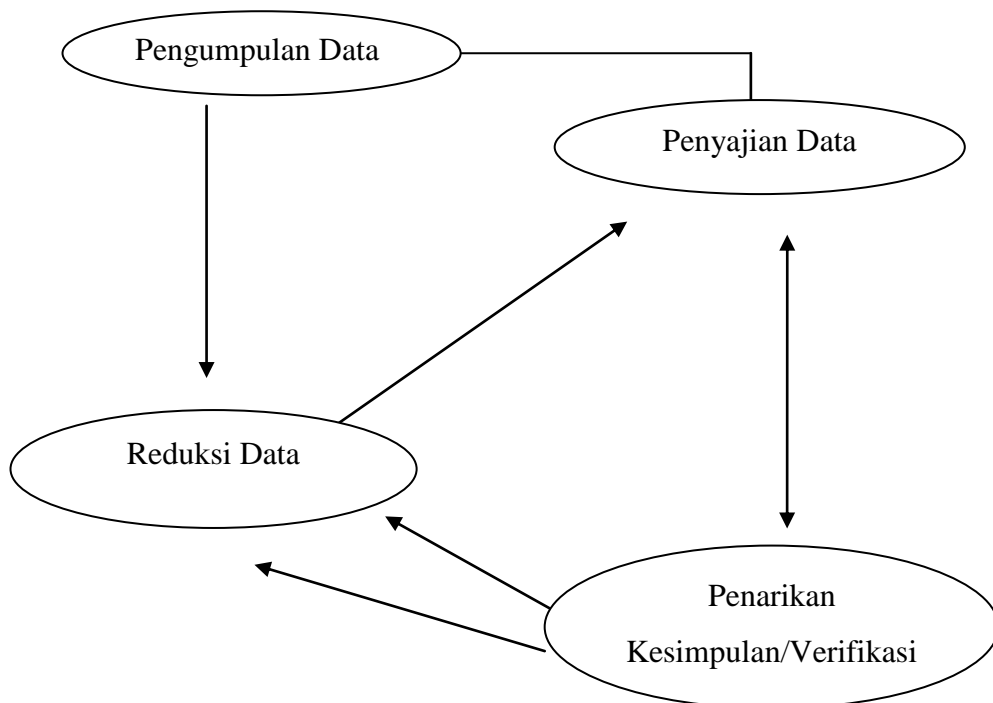 Pengumpulan Data
Penyajian Data
Reduksi Data
Penarikan
Kesimpulan/Verifikasi